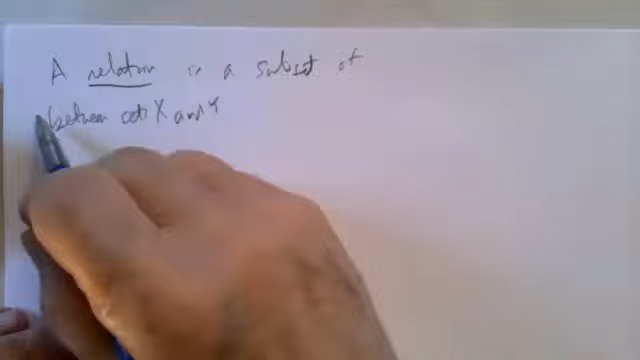 A relation is a subset of
between sets X and Y